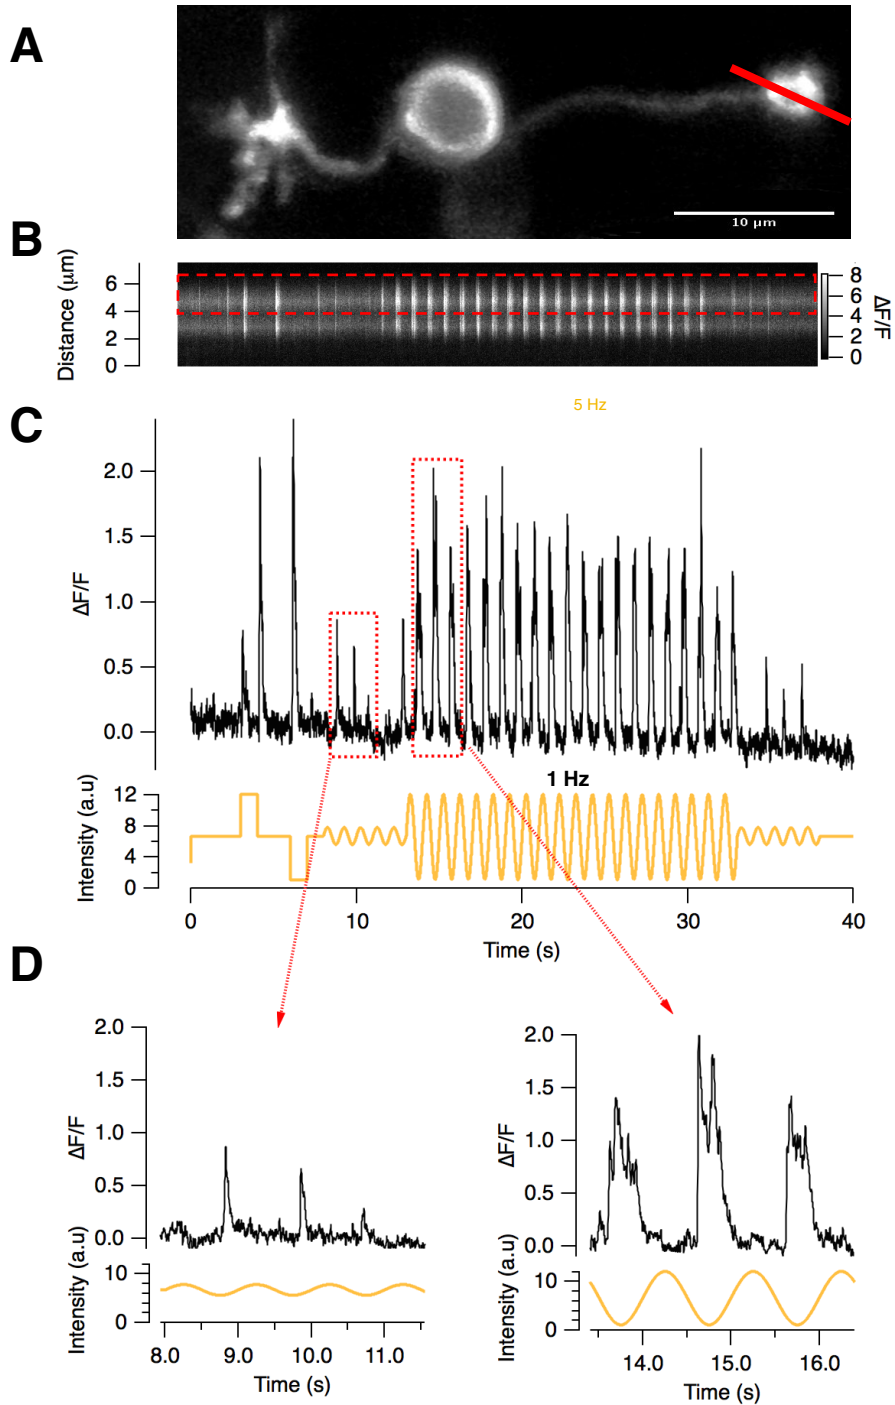 A
10 µm
B
Distance (µm)
6
4
2
0
8
6
4
2
0
ΔF/F
5 Hz
C
ΔF/F
2.0
1.5
1.0
0.5
0.0
1 Hz
Intensity (a.u)
12
8
4
0
0 10 20 30 40
Time (s)
D
ΔF/F
2.0
1.5
1.0
0.5
0.0
Intensity (a.u)
10
0
8.0 9.0 10.0 11.0
Time (s)
ΔF/F
2.0
1.5
1.0
0.5
0.0
Intensity (a.u)
10
0
14.0 15.0 16.0
Time (s)